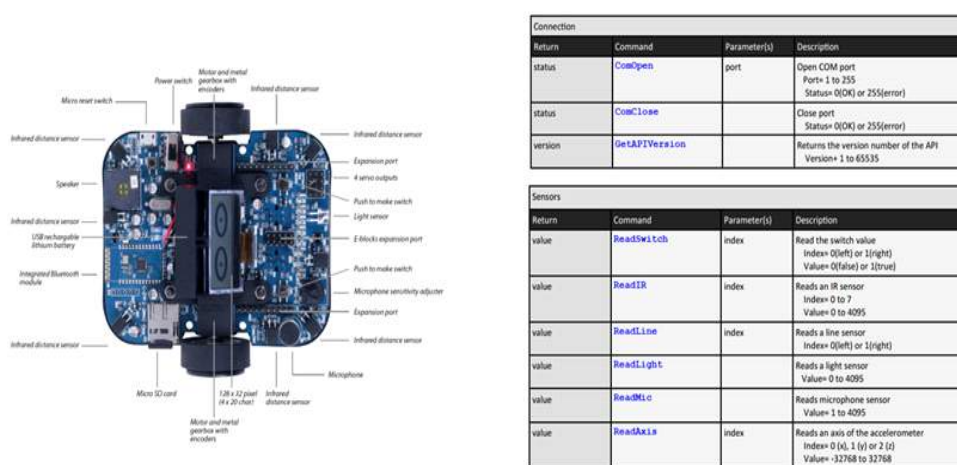 Motor and metal
gearbox with
encoders
Power switch
Infrared distance sensor
Micro reset switch
Infrared distance sensor
Infrared distance sensor
Expansion port
4 servo outputs
Speaker
Push to make switch
Light sensor
Infrared distance sensor
USB rechargable
lithium battery
E-blocks expansion port
Integrated Bluetooth
module
Push to make switch
Microphone sensitivity adjuster
Expansion port
Infrared distance sensor
Infrared distance sensor
Microphone
Micro SD card
128 x 32 pixel
(4 x 20 char)
Infrared
distance sensor
Motor and metal
gearbox with
encoders
Connection
Return Command Parameter(s) Description
status ComOpen port Open COM port
Port= 1 to 255
Status= 0(OK) or 255(error)
status ComClose Close port
Status= 0(OK) or 255(error)
version GetAPIVersion Returns the version number of the API
Version+ 1 to 65535
Sensors
Return Command Parameter(s) Description
value ReadSwitch index Read the switch value
Index= 0(left) or 1(right)
Value= 0(false) or 1(true)
value ReadIR index Reads an IR sensor
Index= 0 to 7
Value= 0 to 4095
value ReadLine index Reads a line sensor
Index= 0(left) or 1(right)
value ReadLight Reads a light sensor
Value= 0 to 4095
value ReadMic Reads microphone sensor
Value= 1 to 4095
value ReadAxis index Reads an axis of the accelerometer
Index= 0 (x), 1 (y) or 2 (z)
Value= -32768 to 32768